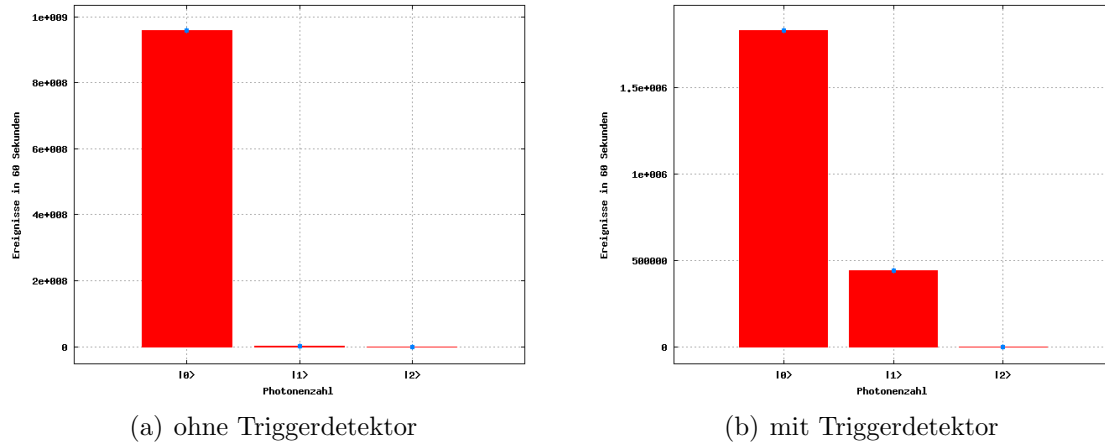 Ereignisse in 60 Sekunden
1e+009
8e+008
6e+008
4e+008
2e+008
0
|0> |1> |2>
Photonenzahl
(a) ohne Triggerdetektor
Ereignisse in 60 Sekunden
1.5e+006
1e+006
500000
0
|0> |1> |2>
Photonenzahl
(b) mit Triggerdetektor